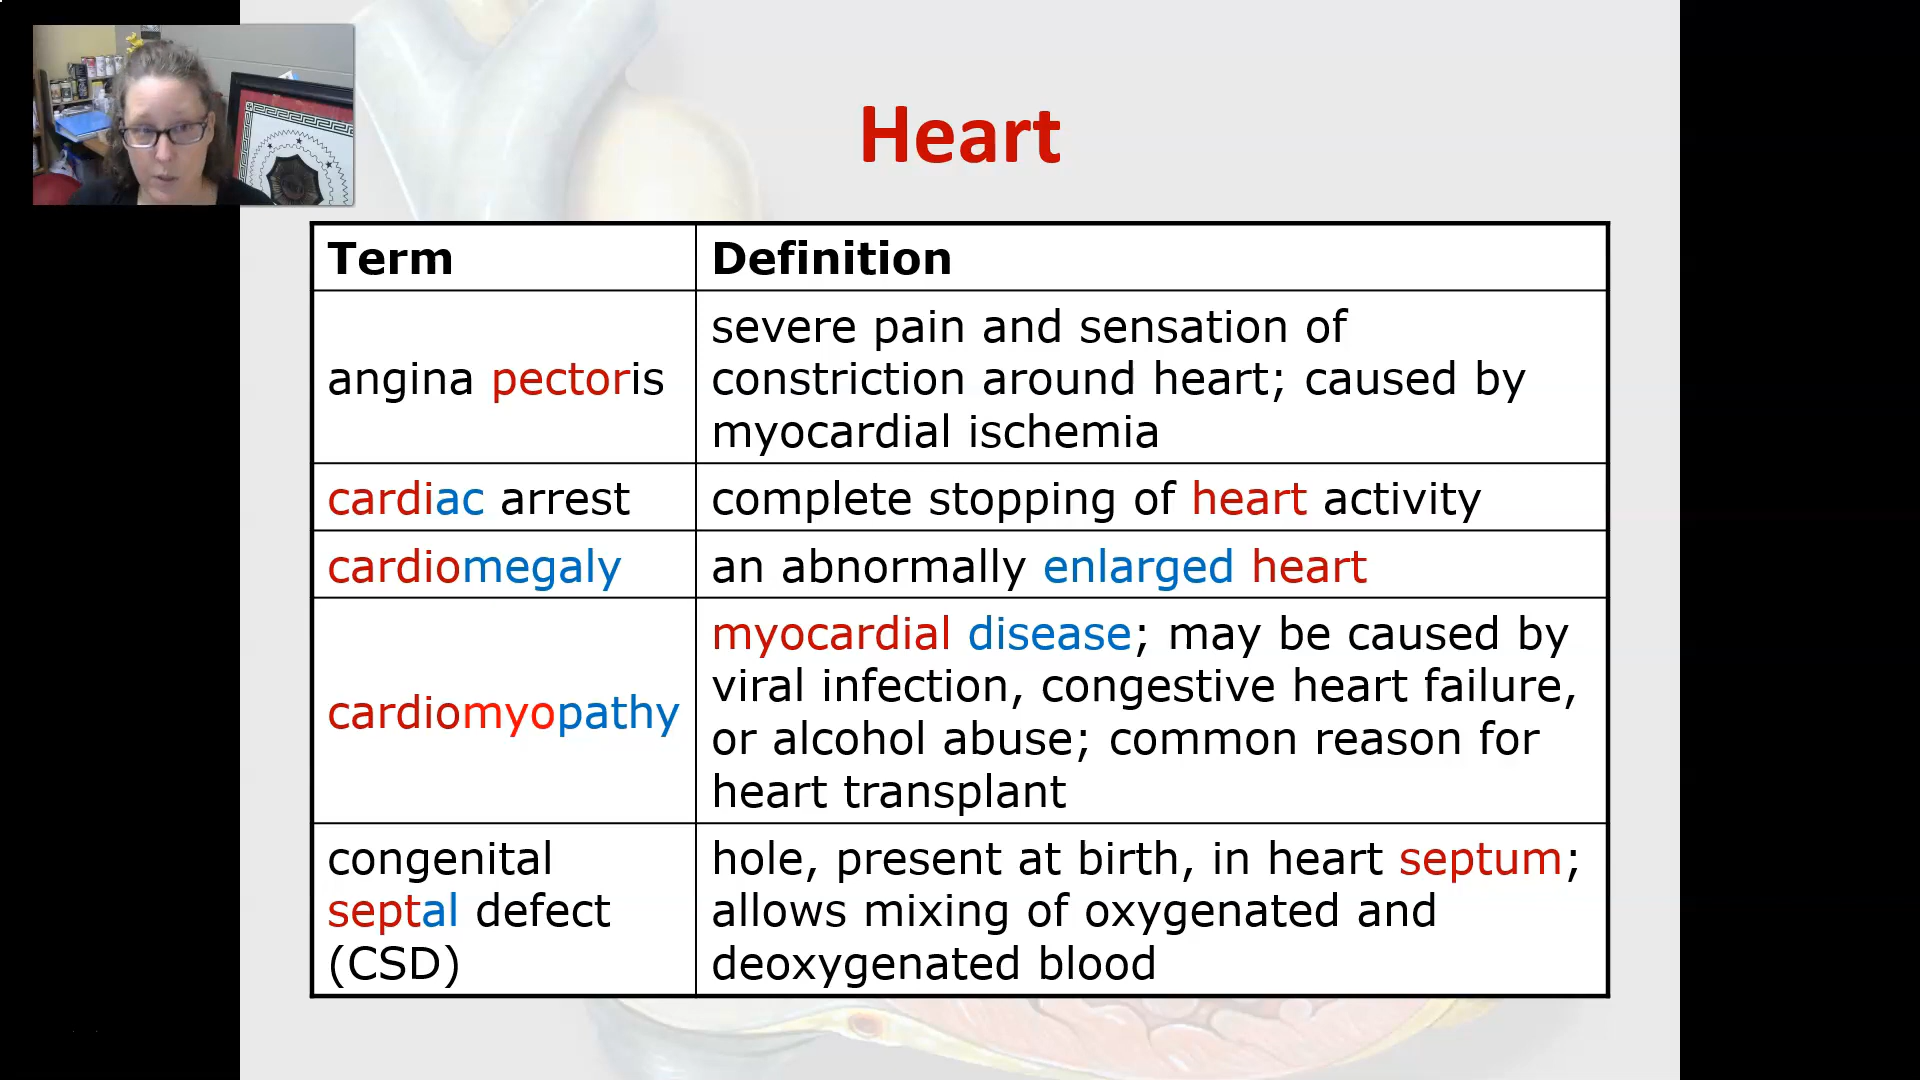 Heart
Term
Definition
angina pectoris
severe pain and sensation of
constriction around heart; caused by
myocardial ischemia
cardiac arrest
complete stopping of heart activity
cardiomegaly
an abnormally enlarged heart
cardiomyopathy
myocardial disease; may be caused by
viral infection, congestive heart failure,
or alcohol abuse; common reason for
heart transplant
congenital
septal defect
(CSD)
hole, present at birth, in heart septum;
allows mixing of oxygenated and
deoxygenated blood